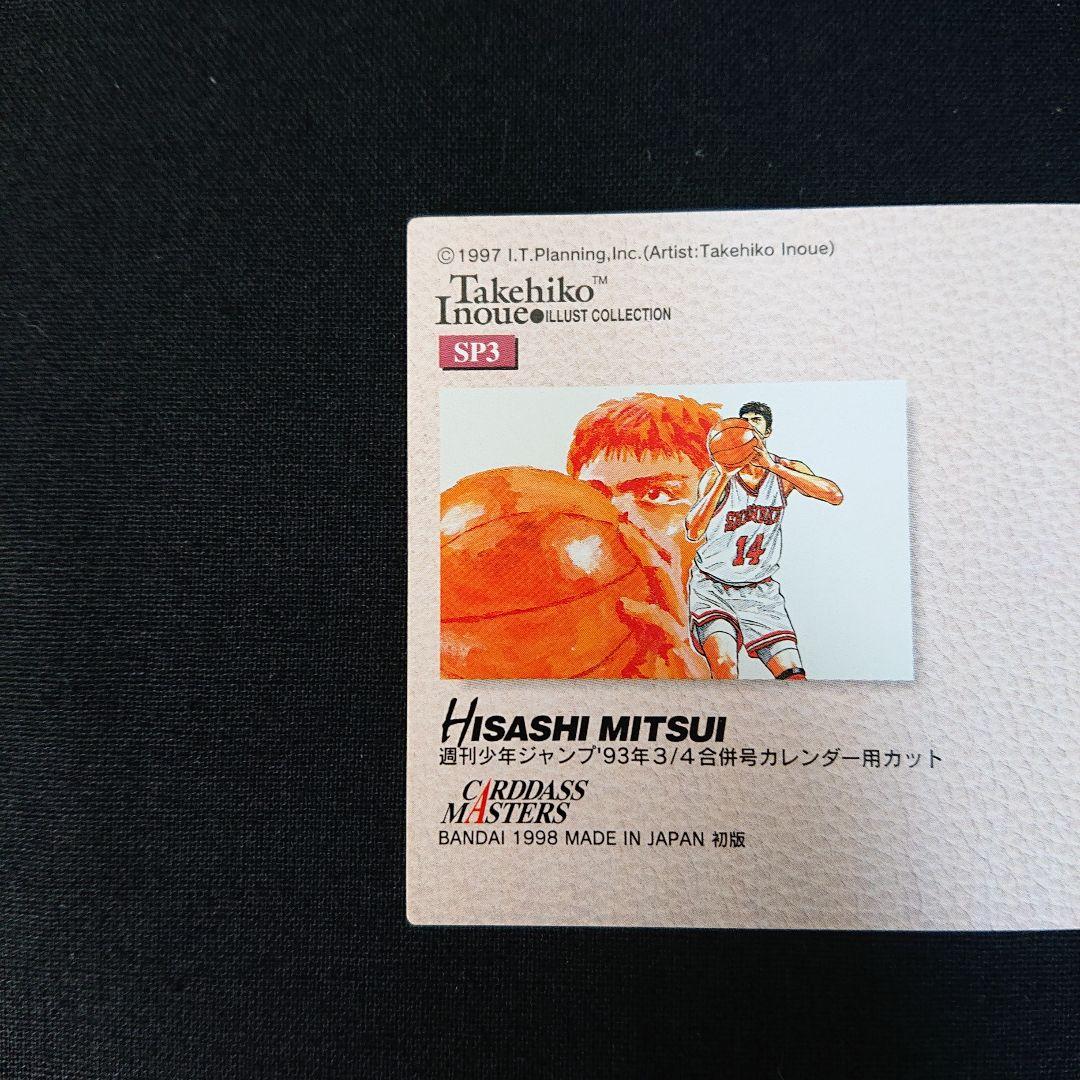 ©1997 I.T.Planning,Inc.(Artist:Takehiko Inoue)
Takehiko™
Inoue●ILLUST COLLECTION
SP3
SHOHOKU
14
HISASHI MITSUI
週刊少年ジャンプ'93年3/4合併号カレンダー用カット
CARDDASS
MASTERS
BANDAI 1998 MADE IN JAPAN 初版